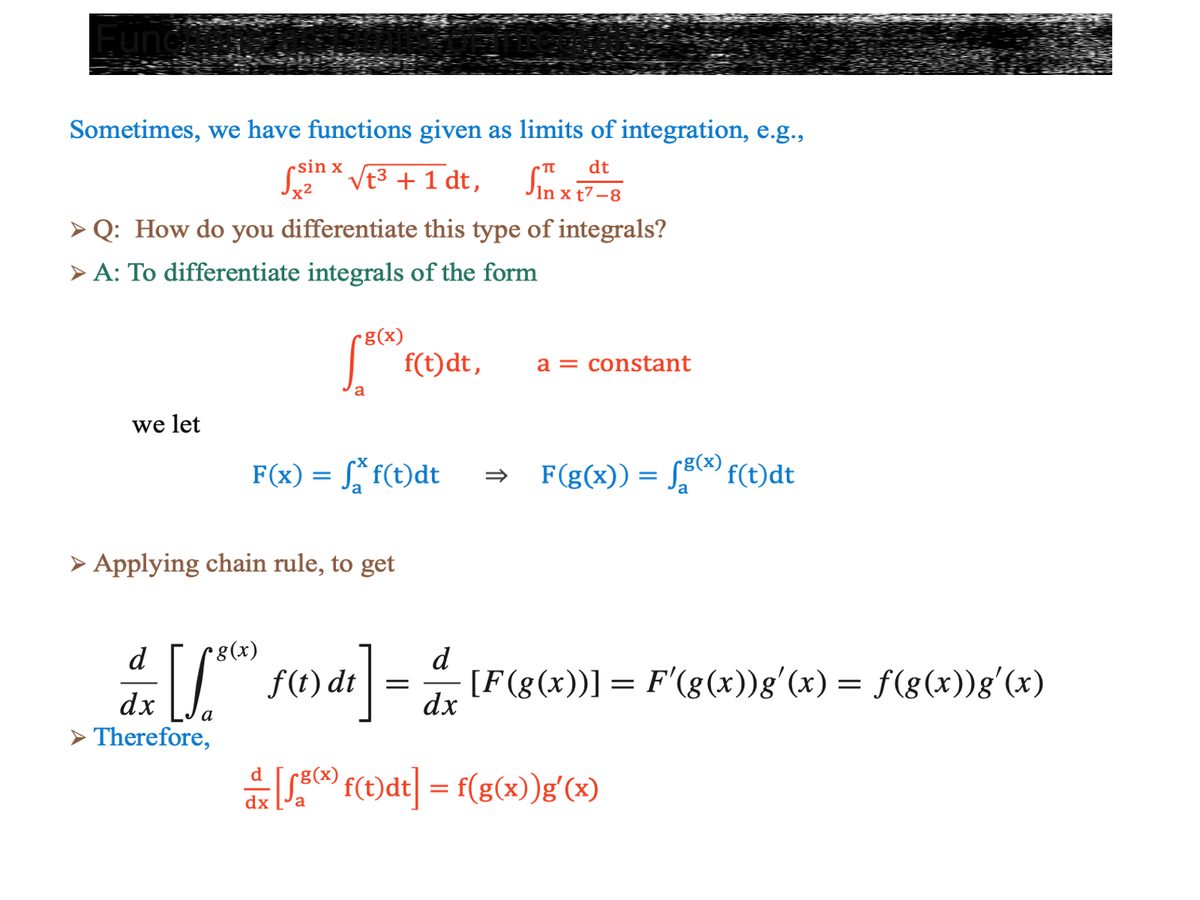 Sometimes, we have functions given as limits of integration, e.g.,
∫_{x²}^{sin x} √(t³ + 1) dt,   ∫_{ln x}^{π} dt/(t⁷−8)
➢ Q: How do you differentiate this type of integrals?
➢ A: To differentiate integrals of the form
∫_a^{g(x)} f(t)dt,   a = constant
we let
F(x) = ∫_a^x f(t)dt   ⇒   F(g(x)) = ∫_a^{g(x)} f(t)dt
➢ Applying chain rule, to get
d/dx [∫_a^{g(x)} f(t) dt] = d/dx [F(g(x))] = F′(g(x))g′(x) = f(g(x))g′(x)
➢ Therefore,
d/dx [∫_a^{g(x)} f(t)dt] = f(g(x))g′(x)